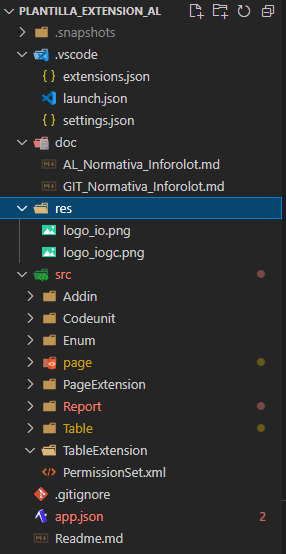 PLANTILLA_EXTENSION_AL
.snapshots
.vscode
extensions.json
launch.json
settings.json
doc
AL_Normativa_Inforolot.md
GIT_Normativa_Inforolot.md
res
logo_io.png
logo_iogc.png
src
Addin
Codeunit
Enum
page
PageExtension
Report
Table
TableExtension
PermissionSet.xml
.gitignore
app.json 2
Readme.md